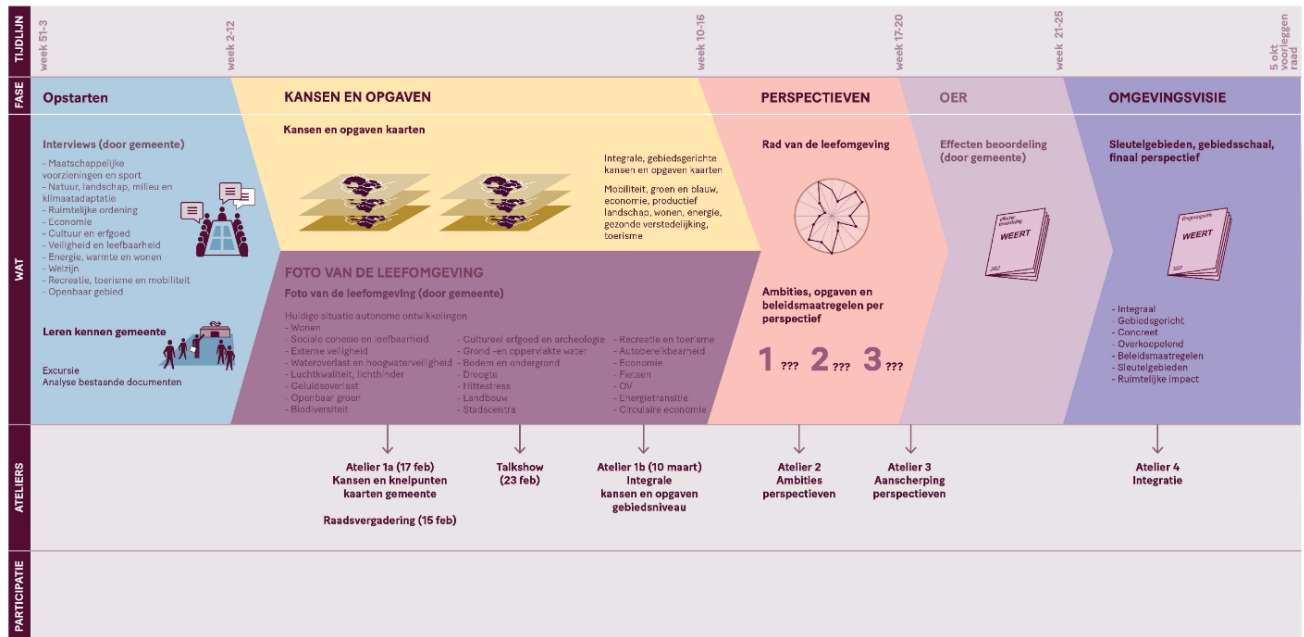 TIJDLIJN
week 51-3
week 2-12
week 10-16
week 17-20
week 21-25
5 okt
voorleggen
raad
FASE
Opstarten
KANSEN EN OPGAVEN
PERSPECTIEVEN
OER
OMGEVINGSVISIE
WAT
Interviews (door gemeente)
- Maatschappelijke
voorzieningen en sport
- Natuur, landschap, milieu en
klimaatadaptatie
- Ruimtelijke ordening
- Economie
- Cultuur en erfgoed
- Veiligheid en leefbaarheid
- Energie, warmte en wonen
- Welzijn
- Recreatie, toerisme en mobiliteit
- Openbaar gebied
Leren kennen gemeente
Excursie
Analyse bestaande documenten
Kansen en opgaven kaarten
Integrale, gebiedsgerichte
kansen en opgaven kaarten
Mobiliteit, groen en blauw,
economie, productief
landschap, wonen, energie,
gezonde verstedelijking,
toerisme
FOTO VAN DE LEEFOMGEVING
Foto van de leefomgeving (door gemeente)
Huidige situatie autonome ontwikkelingen
- Wonen
- Sociale cohesie en leefbaarheid
- Externe veiligheid
- Wateroverlast en hoogwaterveiligheid
- Luchtkwaliteit, lichthinder
- Geluidsoverlast
- Openbaar groen
- Biodiversiteit
- Cultureel erfgoed en archeologie
- Grond -en oppervlakte water
- Bodem en ondergrond
- Droogte
- Hittestress
- Landbouw
- Stadscentra
- Recreatie en toerisme
- Autobereikbaarheid
- Economie
- Fietsen
- OV
- Energietransitie
- Circulaire economie
Rad van de leefomgeving
Ambities, opgaven en
beleidsmaatregelen per
perspectief
1 ??? 2 ??? 3 ???
Effecten beoordeling
(door gemeente)
WEERT
Sleutelgebieden, gebiedsschaal,
finaal perspectief
Omgevingsvisie
WEERT
- Integraal
- Gebiedsgericht
- Concreet
- Overkoepelend
- Beleidsmaatregelen
- Sleutelgebieden
- Ruimtelijke impact
ATELIERS
Atelier 1a (17 feb)
Kansen en knelpunten
kaarten gemeente
Raadsvergadering (15 feb)
Talkshow
(23 feb)
Atelier 1b (10 maart)
Integrale
kansen en opgaven
gebiedsniveau
Atelier 2
Ambities
perspectieven
Atelier 3
Aanscherping
perspectieven
Atelier 4
Integratie
PARTICIPATIE